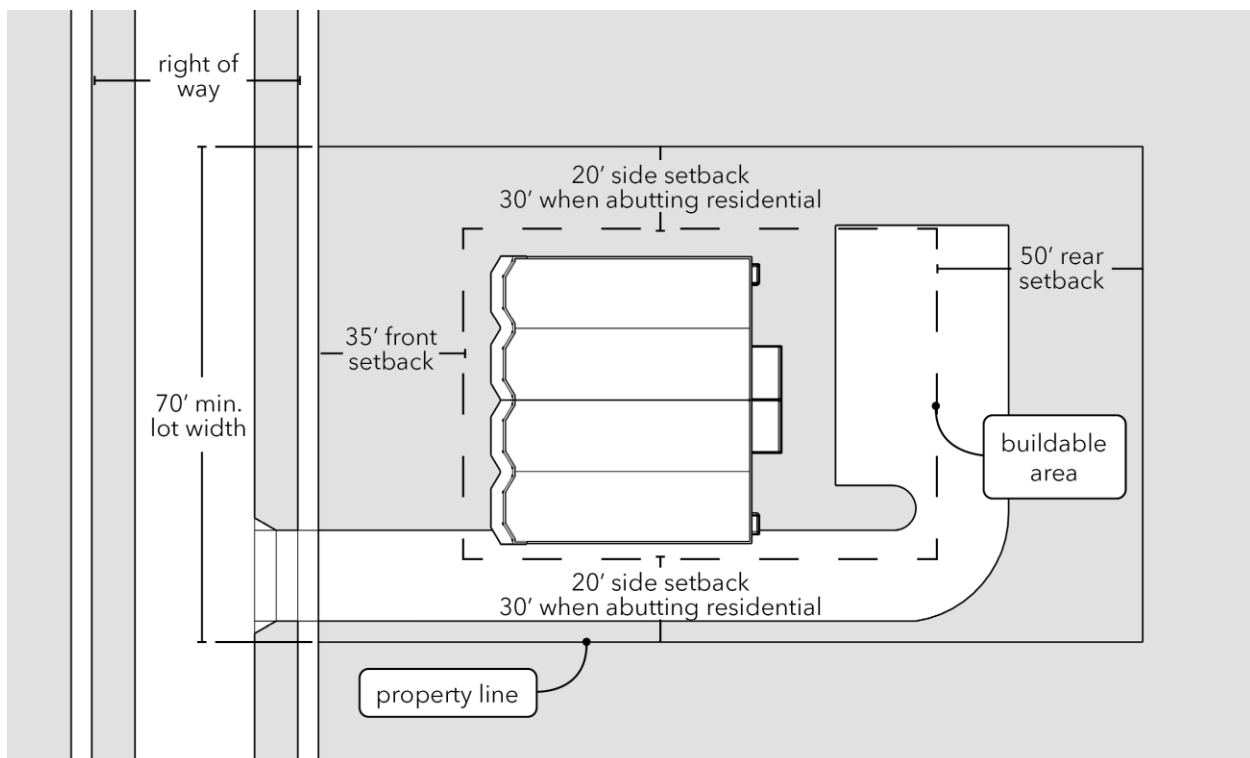 right of
way
20’ side setback
30’ when abutting residential
50’ rear
setback
35’ front
setback
70’ min.
lot width
buildable
area
20’ side setback
30’ when abutting residential
property line